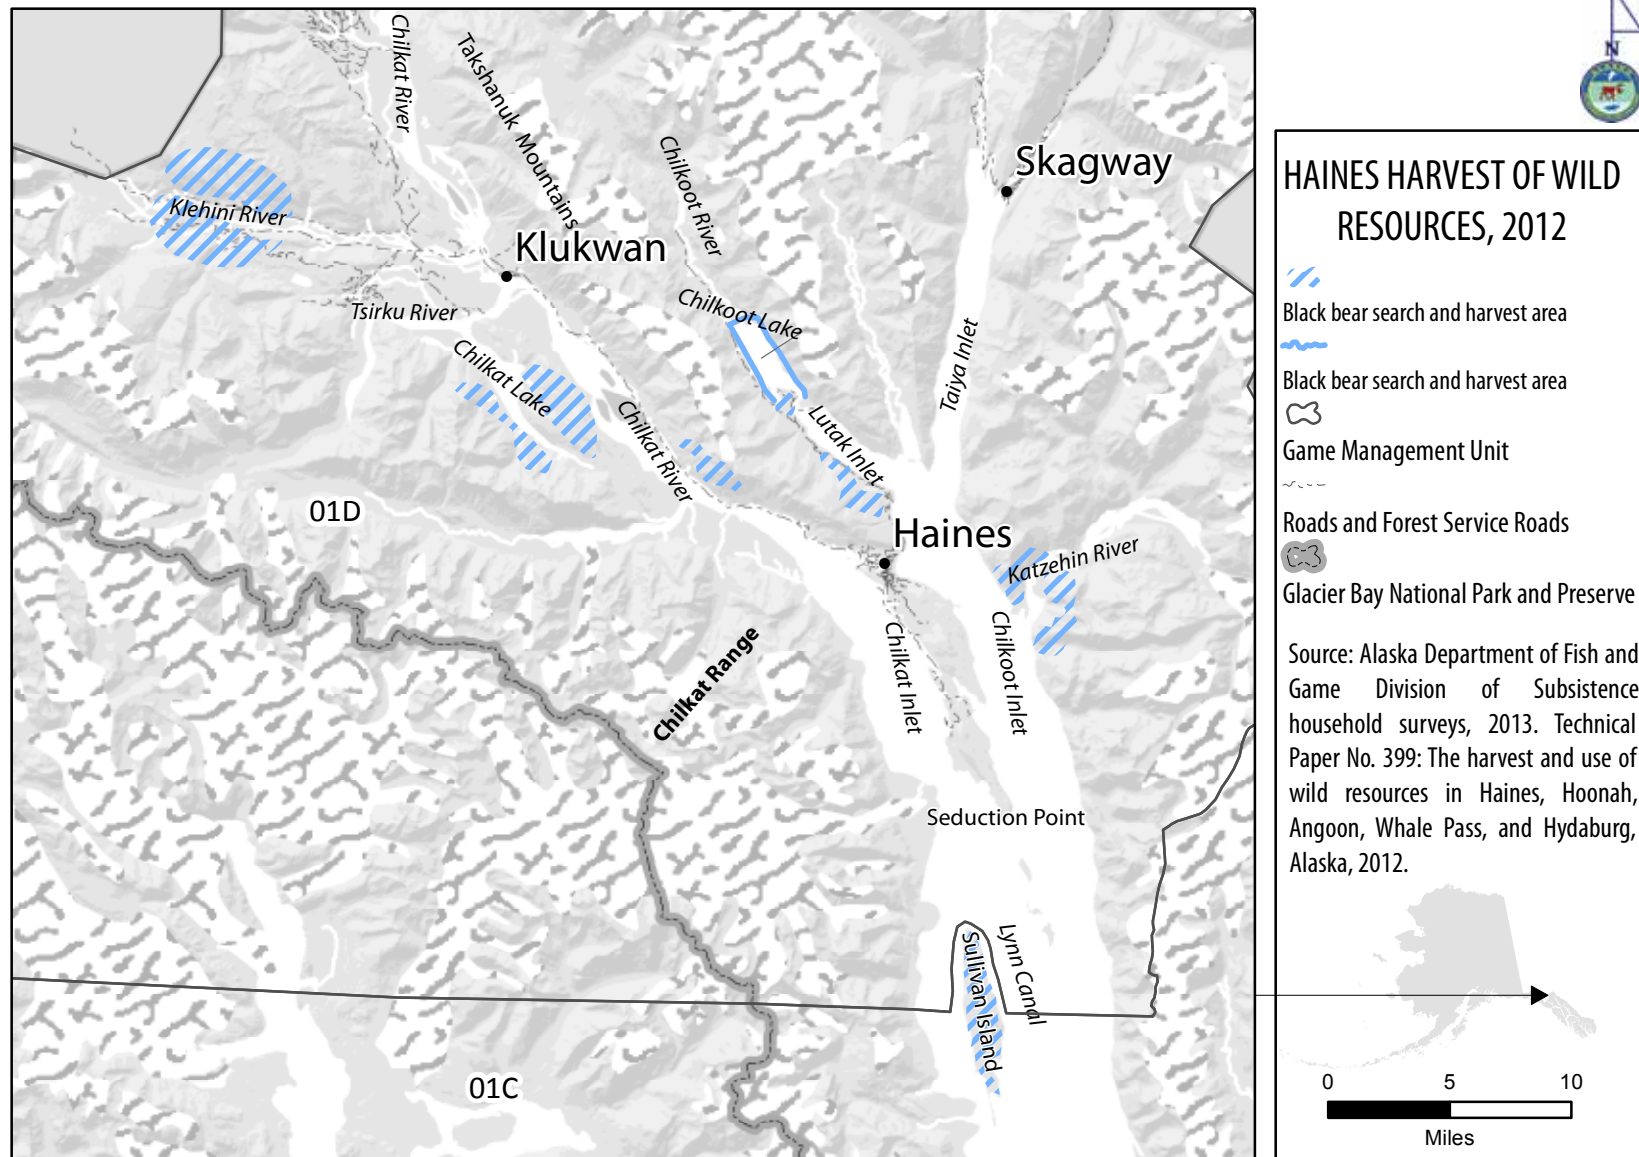 Chilkat River
Takshanuk Mountains
Chilkoot River
Skagway
Klehini River
Klukwan
Tsirku River
Chilkoot Lake
Taiya Inlet
Chilkat Lake
Chilkat River
Lutak Inlet
01D
Haines
Katzehin River
Chilkat Range
Chilkat Inlet
Chilkoot Inlet
Seduction Point
Sullivan Island
Lynn Canal
01C
N
HAINES HARVEST OF WILD
RESOURCES, 2012
Black bear search and harvest area
Black bear search and harvest area
Game Management Unit
Roads and Forest Service Roads
Glacier Bay National Park and Preserve
Source: Alaska Department of Fish and
Game Division of Subsistence
household surveys, 2013. Technical
Paper No. 399: The harvest and use of
wild resources in Haines, Hoonah,
Angoon, Whale Pass, and Hydaburg,
Alaska, 2012.
0 5 10
Miles